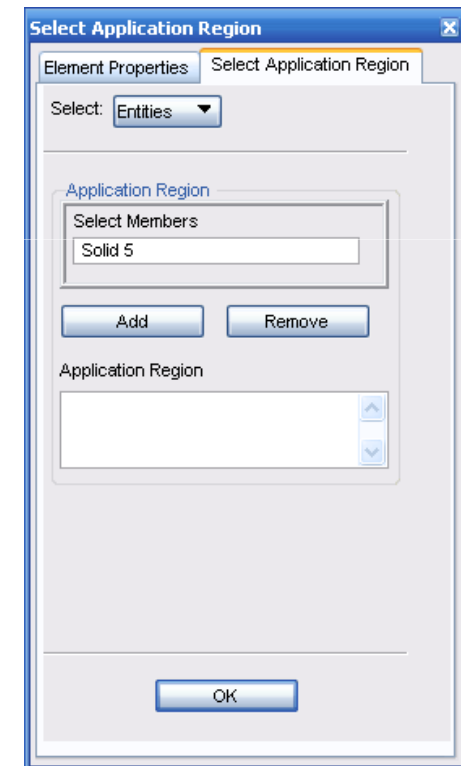 Select Application Region
Element Properties Select Application Region
Select: Entities
Application Region
Select Members
Solid 5
Add Remove
Application Region
OK